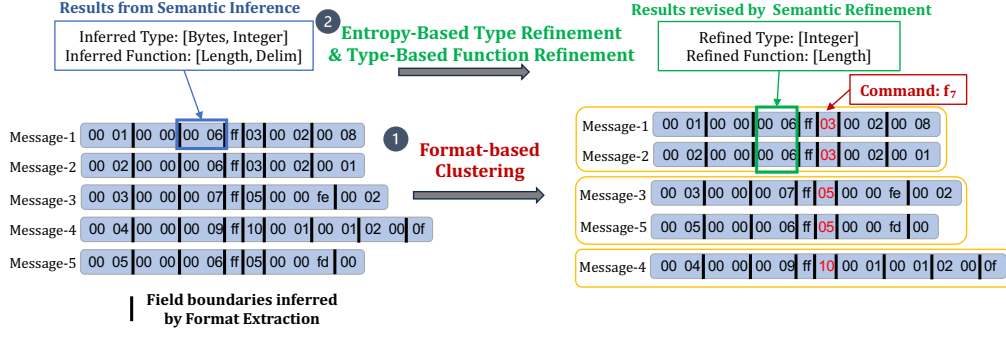 Results from Semantic Inference
Inferred Type: [Bytes, Integer]
Inferred Function: [Length, Delim]
2
Entropy-Based Type Refinement
& Type-Based Function Refinement
Results revised by Semantic Refinement
Refined Type: [Integer]
Refined Function: [Length]
Command: f7
Message-1 00 01 00 00 00 06 ff 03 00 02 00 08
Message-2 00 02 00 00 00 06 ff 03 00 02 00 01
Message-3 00 03 00 00 00 07 ff 05 00 00 fe 00 02
Message-4 00 04 00 00 00 09 ff 10 00 01 00 01 02 00 0f
Message-5 00 05 00 00 00 06 ff 05 00 00 fd 00
1
Format-based
Clustering
Message-1 00 01 00 00 00 06 ff 03 00 02 00 08
Message-2 00 02 00 00 00 06 ff 03 00 02 00 01
Message-3 00 03 00 00 00 07 ff 05 00 00 fe 00 02
Message-5 00 05 00 00 00 06 ff 05 00 00 fd 00
Message-4 00 04 00 00 00 09 ff 10 00 01 00 01 02 00 0f
Field boundaries inferred
by Format Extraction